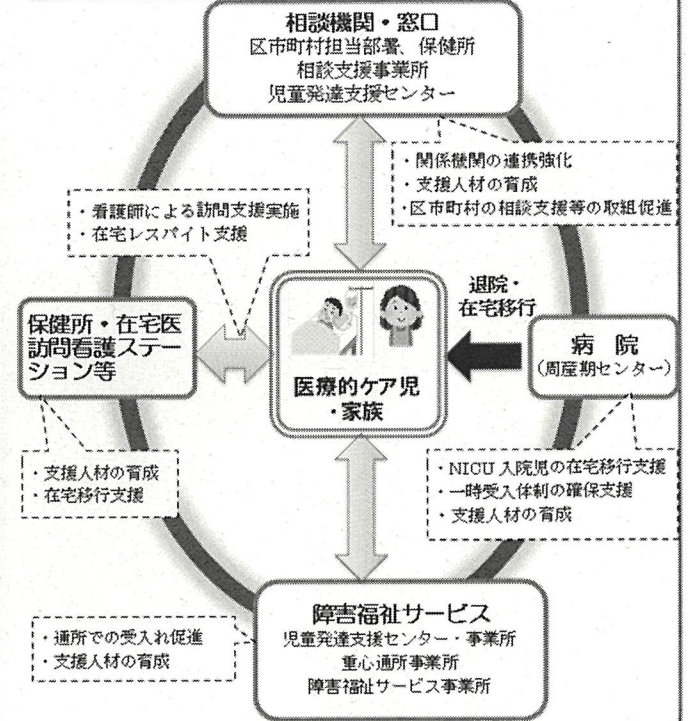 相談機関・窓口
区市町村担当部署、保健所
相談支援事業所
児童発達支援センター
・関係機関の連携強化
・支援人材の育成
・区市町村の相談支援等の取組促進
・看護師による訪問支援実施
・在宅レスパイト支援
退院・
在宅移行
保健所・在宅医
訪問看護ステー
ション等
病 院
(周産期センター)
医療的ケア児
・家族
・支援人材の育成
・在宅移行支援
・NICU 入院児の在宅移行支援
・一時受入体制の確保支援
・支援人材の育成
障害福祉サービス
児童発達支援センター・事業所
重心通所事業所
障害福祉サービス事業所
・通所での受入れ促進
・支援人材の育成